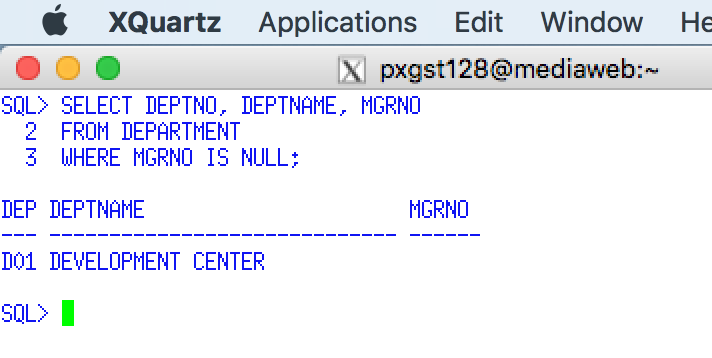 XQuartz Applications Edit Window He
pxgst128@mediaweb:~
SQL> SELECT DEPTNO, DEPTNAME, MGRNO
  2  FROM DEPARTMENT
  3  WHERE MGRNO IS NULL;
DEP DEPTNAME                      MGRNO
--- ----------------------------- ------
D01 DEVELOPMENT CENTER
SQL>